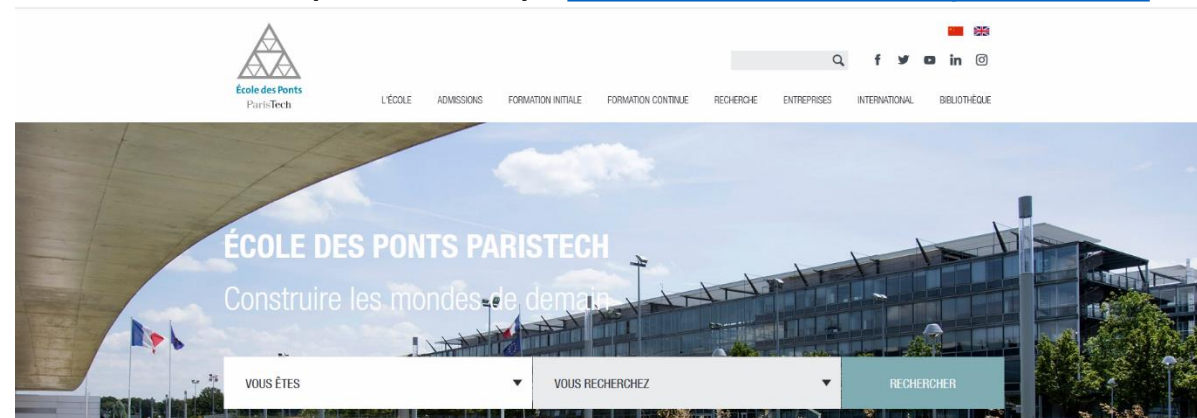 École des Ponts
ParisTech
L'ÉCOLE ADMISSIONS FORMATION INITIALE FORMATION CONTINUE RECHERCHE ENTREPRISES INTERNATIONAL BIBLIOTHÈQUE
ÉCOLE DES PONTS PARISTECH
Construire les mondes de demain
VOUS ÊTES VOUS RECHERCHEZ RECHERCHER